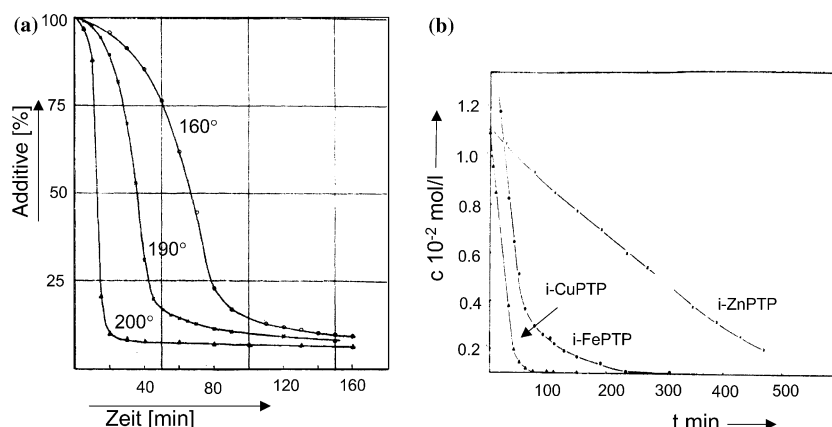 (a)
100
75
50
25
Additive [%]
160°
190°
200°
40
80
120
160
Zeit [min]
(b)
1.2
1.0
0.8
0.6
0.4
0.2
c 10⁻² mol/l
i-CuPTP
i-FePTP
i-ZnPTP
100
200
300
400
500
t min